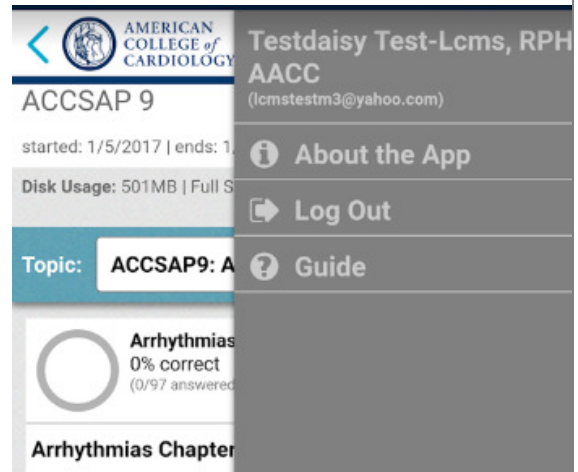 AMERICAN
COLLEGE of
CARDIOLOGY
ACCSAP 9
started: 1/5/2017 | ends: 1
Disk Usage: 501MB | Full S
Topic: ACCSAP9: A
Arrhythmias
0% correct
(0/97 answered
Arrhythmias Chapter
Testdaisy Test-Lcms, RPH
AACC
(lcmstestm3@yahoo.com)
About the App
Log Out
Guide